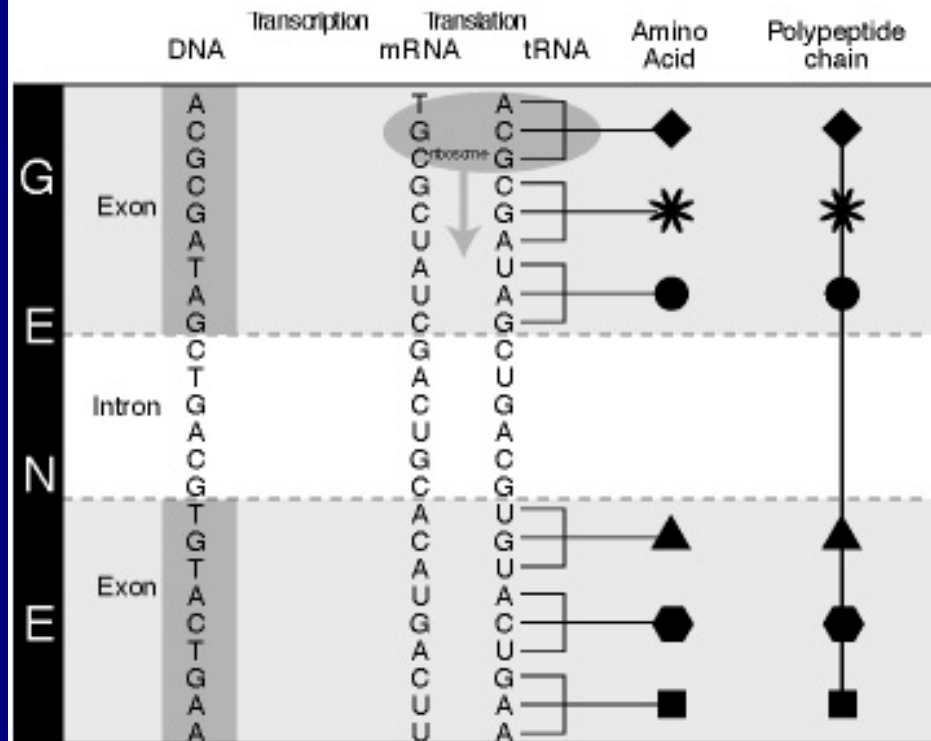 Transcription Translation
DNA mRNA tRNA Amino Acid Polypeptide chain
A T A
C G C
G C ribosome G
G
C G C
Exon
G C G
A U A
T A U
A U A
E
G C G
C G C
T A U
Intron G C G
A U A
C G C
N
G C G
T A U
G C G
T A U
Exon
A U A
E
C G C
T A U
G C G
A U A
A U A